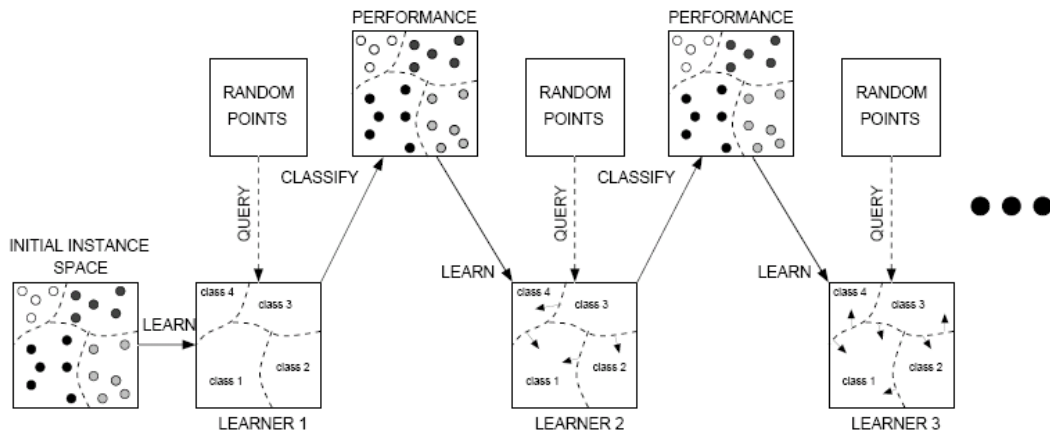 PERFORMANCE
PERFORMANCE
RANDOM
POINTS
RANDOM
POINTS
RANDOM
POINTS
CLASSIFY
CLASSIFY
QUERY
QUERY
QUERY
INITIAL INSTANCE
SPACE
LEARN
LEARN
LEARN
class 4
class 3
class 2
class 1
class 4
class 3
class 2
class 1
class 4
class 3
class 2
class 1
LEARNER 1
LEARNER 2
LEARNER 3